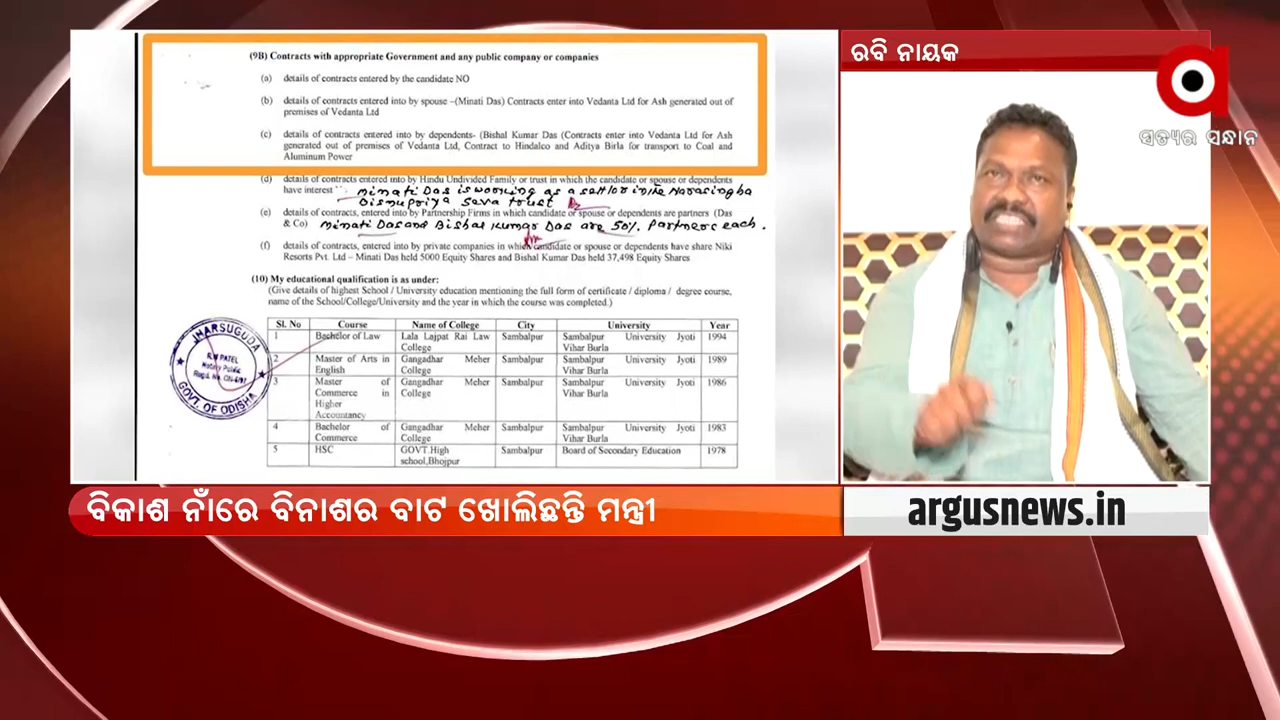 (9B) Contracts with appropriate Government and any public company or companies
(a) details of contracts entered by the candidate NO
(b) details of contracts entered into by spouse –(Minati Das) Contracts enter into Vedanta Ltd for Ash generated out of
premises of Vedanta Ltd
(c) details of contracts entered into by dependents- (Bishal Kumar Das (Contracts enter into Vedanta Ltd for Ash
generated out of premises of Vedanta Ltd, Contract to Hindalco and Aditya Birla for transport to Coal and
Aluminum Power
(d) details of contracts entered into by Hindu Undivided Family or trust in which the candidate or spouse or dependents
have interest Minati Das is working as a settlor in the Narasingha
Bisnupriya Seva trust
(e) details of contracts, entered into by Partnership Firms in which candidate or spouse or dependents are partners (Das
& Co) Minati Das and Bishal Kumar Das are 50% Partners each.
(f) details of contracts, entered into by private companies in which candidate or spouse or dependents have share Niki
Resorts Pvt. Ltd – Minati Das held 5000 Equity Shares and Bishal Kumar Das held 37,498 Equity Shares
(10) My educational qualification is as under:
(Give details of highest School / University education mentioning the full form of certificate / diploma / degree course,
name of the School/College/University and the year in which the course was completed.)
Sl. No Course Name of College City University Year
1 Bachelor of Law Lala Lajpat Rai Law College Sambalpur Sambalpur University Jyoti Vihar Burla 1994
2 Master of Arts in English Gangadhar Meher College Sambalpur Sambalpur University Jyoti Vihar Burla 1989
3 Master of Commerce in Higher Accountancy Gangadhar Meher College Sambalpur Sambalpur University Jyoti Vihar Burla 1986
4 Bachelor of Commerce Gangadhar Meher College Sambalpur Sambalpur University Jyoti Vihar Burla 1983
5 HSC GOVT.High school,Bhojpur Sambalpur Board of Secondary Education 1978
JHARSUGUDA
PATEL
Notary Public
GOVT. OF ODISHA
ରବି ନାୟକ
ସତ୍ୟର ସନ୍ଧାନ
ବିକାଶ ନାଁରେ ବିନାଶର ବାଟ ଖୋଲିଛନ୍ତି ମନ୍ତ୍ରୀ
argusnews.in